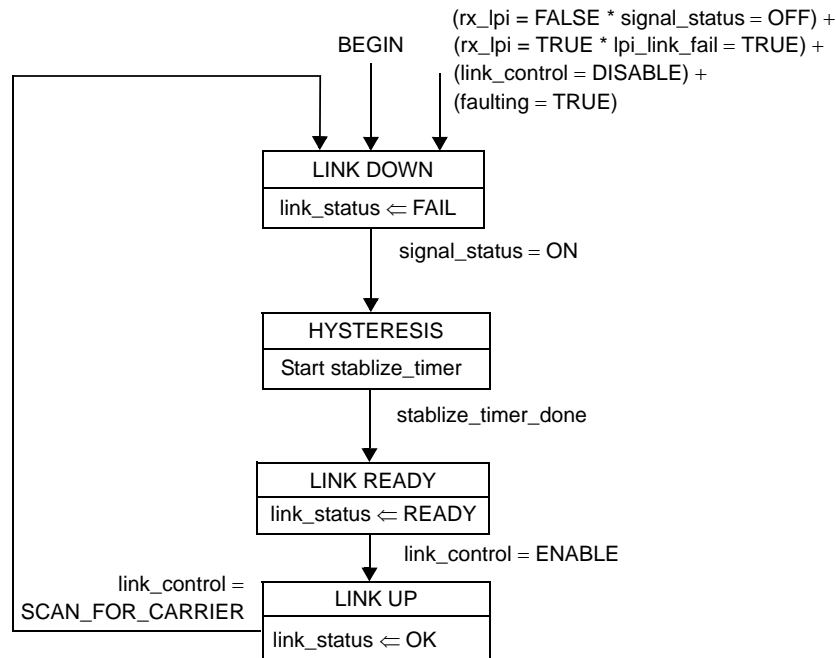 (rx_lpi = FALSE * signal_status = OFF) +
(rx_lpi = TRUE * lpi_link_fail = TRUE) +
(link_control = DISABLE) +
(faulting = TRUE)
BEGIN
LINK DOWN
link_status ⇐ FAIL
signal_status = ON
HYSTERESIS
Start stablize_timer
stablize_timer_done
LINK READY
link_status ⇐ READY
link_control = ENABLE
link_control =
SCAN_FOR_CARRIER
LINK UP
link_status ⇐ OK